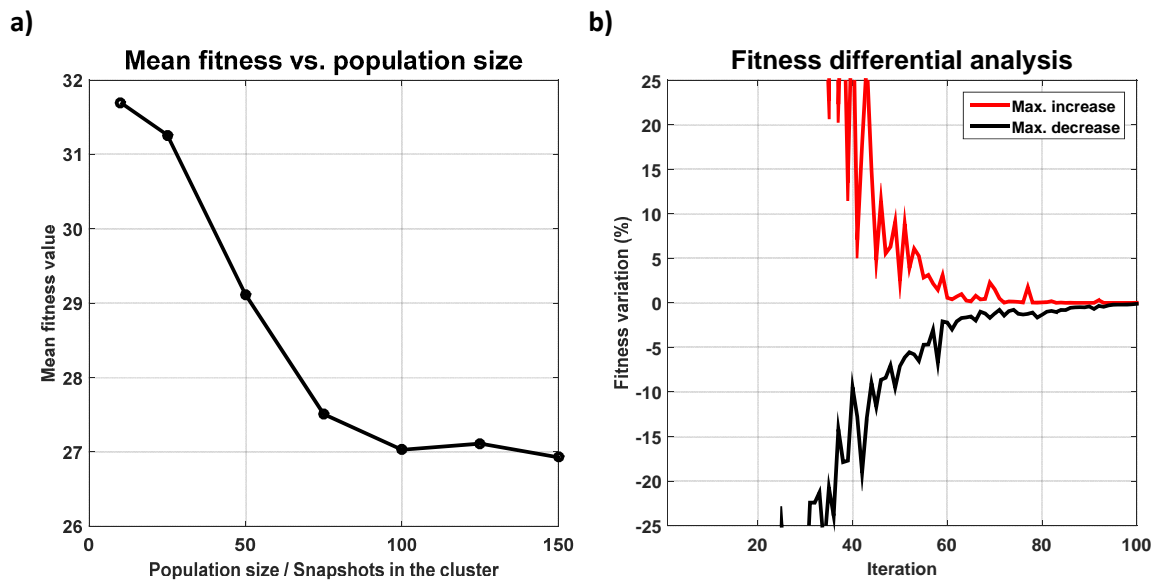 a)
Mean fitness vs. population size
32
31
30
29
28
27
26
Mean fitness value
0
50
100
150
Population size / Snapshots in the cluster
b)
Fitness differential analysis
25
20
15
10
5
0
-5
-10
-15
-20
-25
Fitness variation (%)
Max. increase
Max. decrease
20
40
60
80
100
Iteration